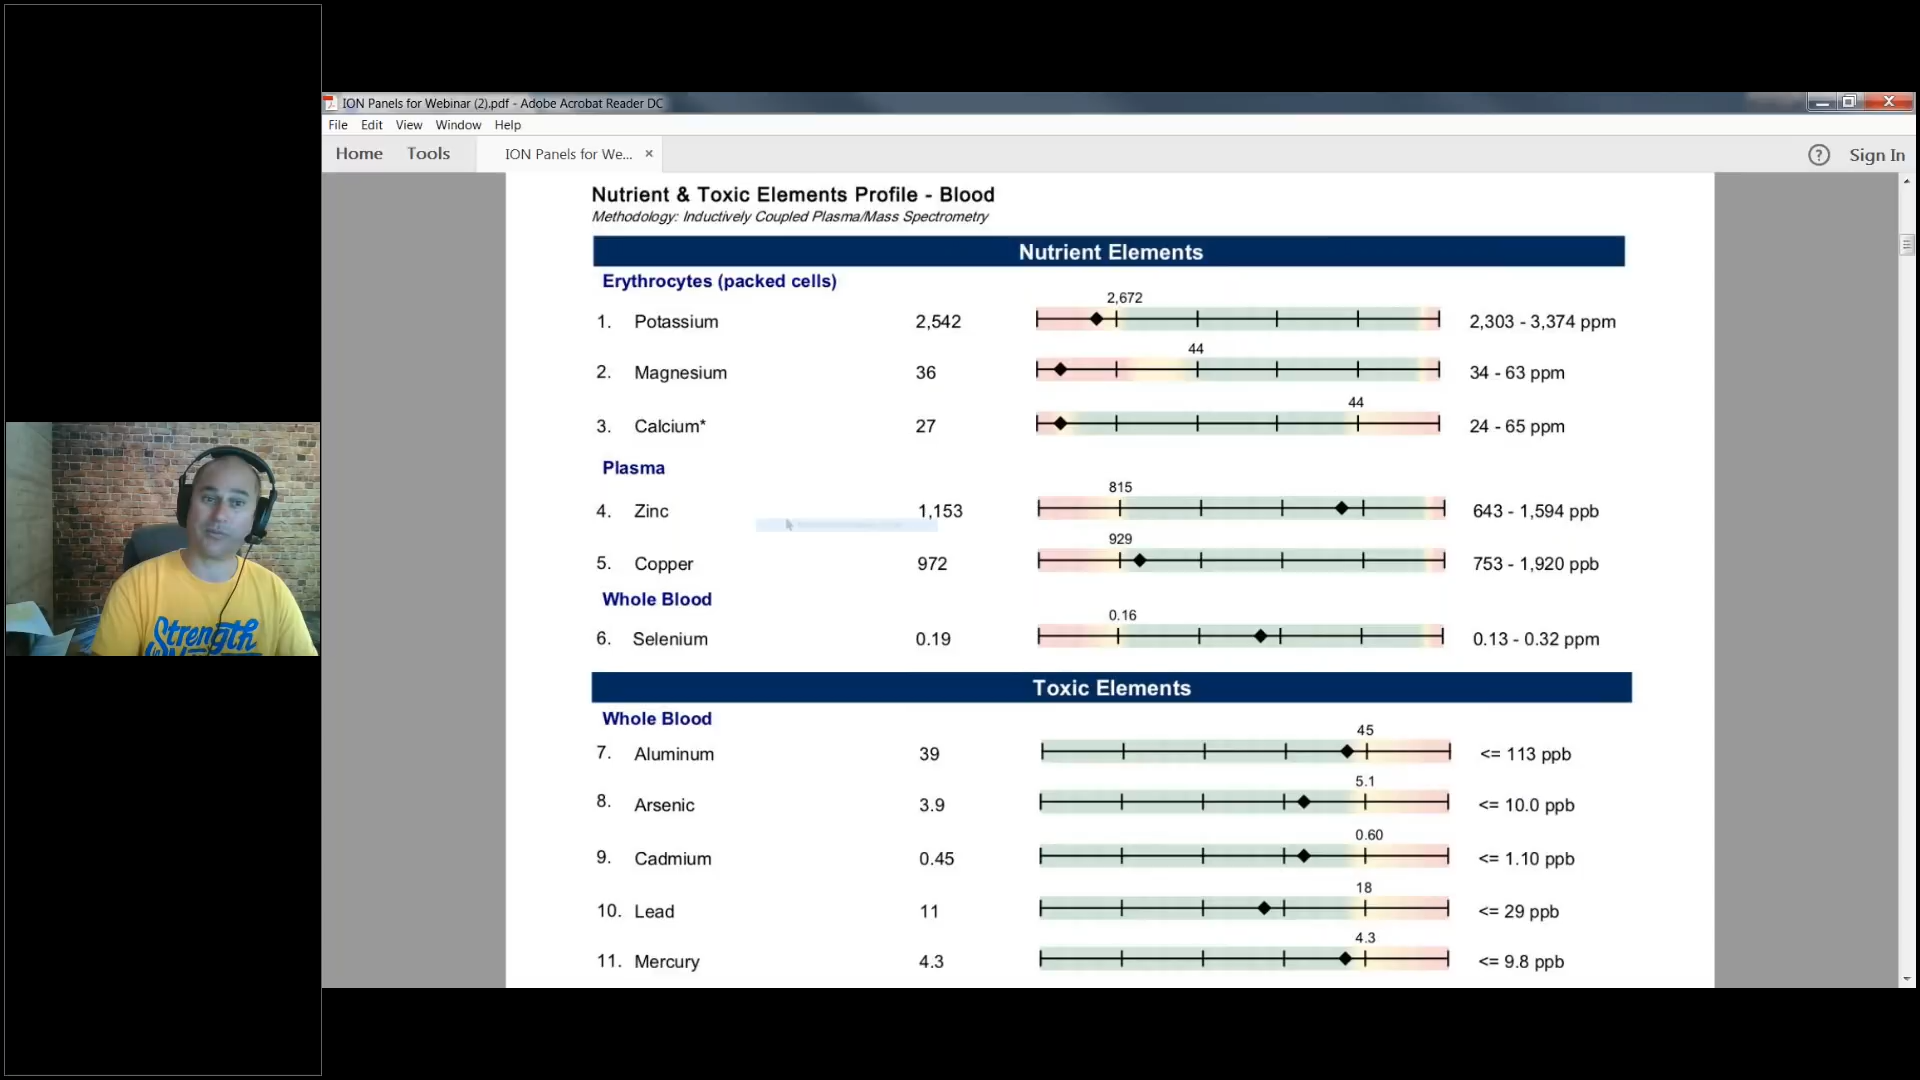 ION Panels for Webinar (2).pdf - Adobe Acrobat Reader DC
File Edit View Window Help
Home Tools ION Panels for We... × ? Sign In
Nutrient & Toxic Elements Profile - Blood
Methodology: Inductively Coupled Plasma/Mass Spectrometry
Nutrient Elements
Erythrocytes (packed cells)
2,672
1. Potassium 2,542 2,303 - 3,374 ppm
44
2. Magnesium 36 34 - 63 ppm
44
3. Calcium* 27 24 - 65 ppm
Plasma
815
4. Zinc 1,153 643 - 1,594 ppb
929
5. Copper 972 753 - 1,920 ppb
Whole Blood
0.16
6. Selenium 0.19 0.13 - 0.32 ppm
Toxic Elements
Whole Blood
45
7. Aluminum 39 <= 113 ppb
5.1
8. Arsenic 3.9 <= 10.0 ppb
0.60
9. Cadmium 0.45 <= 1.10 ppb
18
10. Lead 11 <= 29 ppb
4.3
11. Mercury 4.3 <= 9.8 ppb
Strength